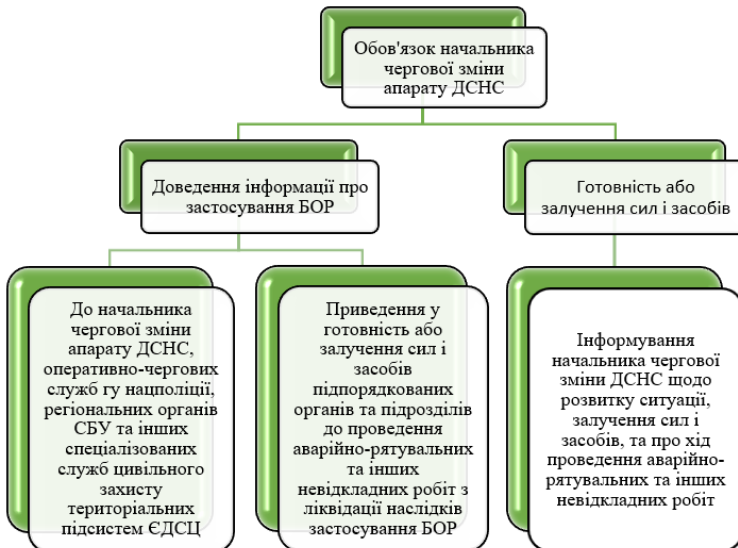 Обов'язок начальника
чергової зміни
апарату ДСНС
Доведення інформації про
застосування БОР
Готовність або
залучення сил і засобів
До начальника
чергової зміни
апарату ДСНС,
оперативно-чергових
служб гу нацполіції,
регіональних органів
СБУ та інших
спеціалізованих
служб цивільного
захисту
територіальних
підсистем ЄДСЦ
Приведення у
готовність або
залучення сил і
засобів
підпорядкованих
органів та підрозділів
до проведення
аварійно-рятувальних
та інших
невідкладних робіт з
ліквідації наслідків
застосування БОР
Інформування
начальника чергової
зміни ДСНС щодо
розвитку ситуації,
залучення сил і
засобів, та про хід
проведення аварійно-
рятувальних та інших
невідкладних робіт